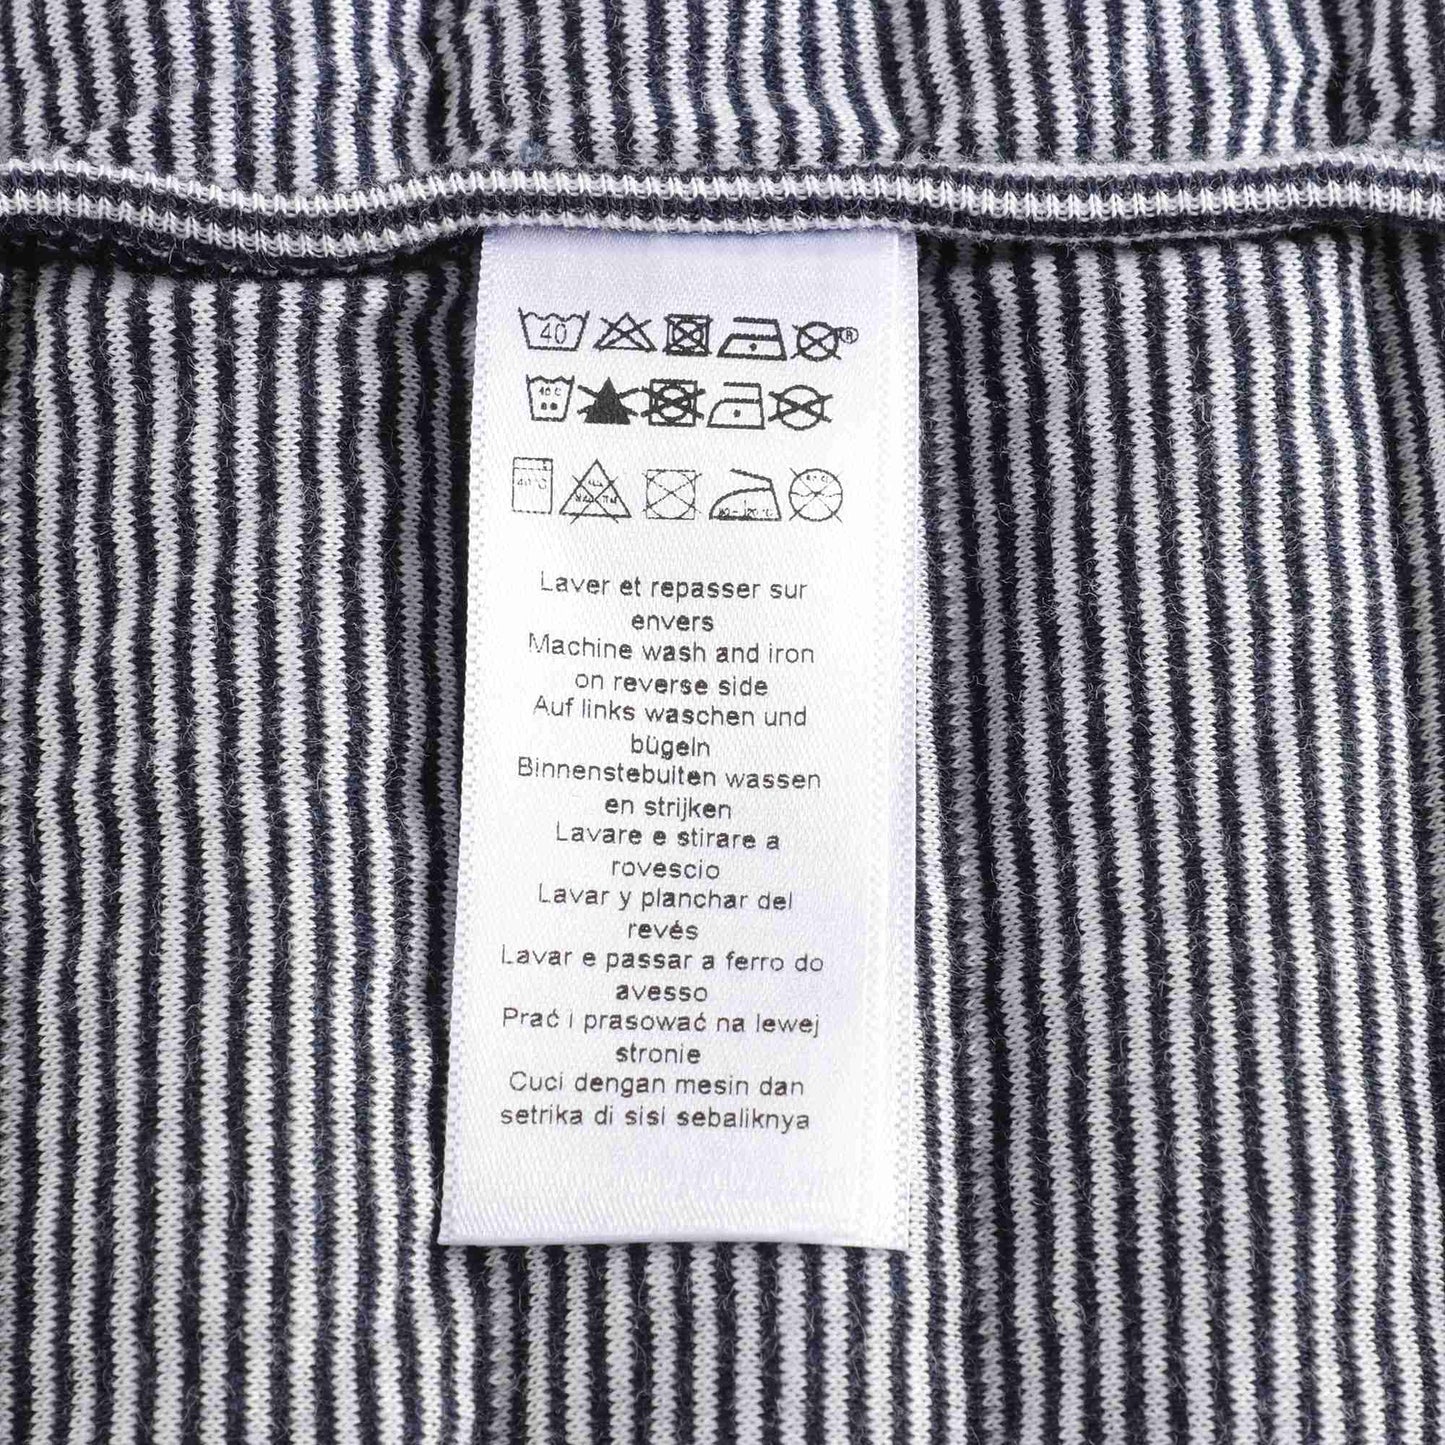 40 ®
40°C
40°C
Laver et repasser sur
envers
Machine wash and iron
on reverse side
Auf links waschen und
bügeln
Binnenstebuiten wassen
en strijken
Lavare e stirare a
rovescio
Lavar y planchar del
revés
Lavar e passar a ferro do
avesso
Prać i prasować na lewej
stronie
Cuci dengan mesin dan
setrika di sisi sebaliknya